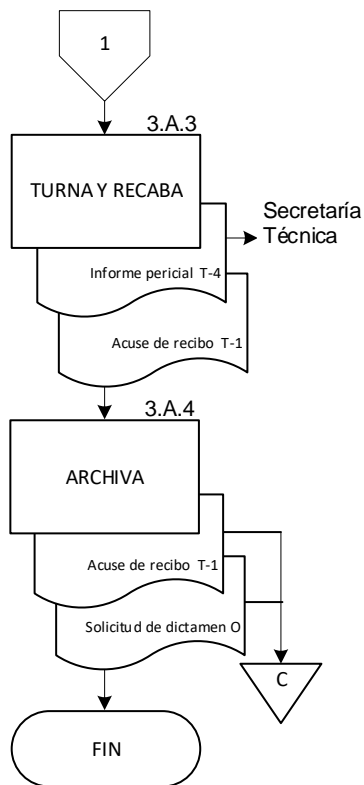 1
3.A.3
TURNA Y RECABA
Secretaría
Técnica
Informe pericial T-4
Acuse de recibo T-1
3.A.4
ARCHIVA
Acuse de recibo T-1
Solicitud de dictamen O
C
FIN